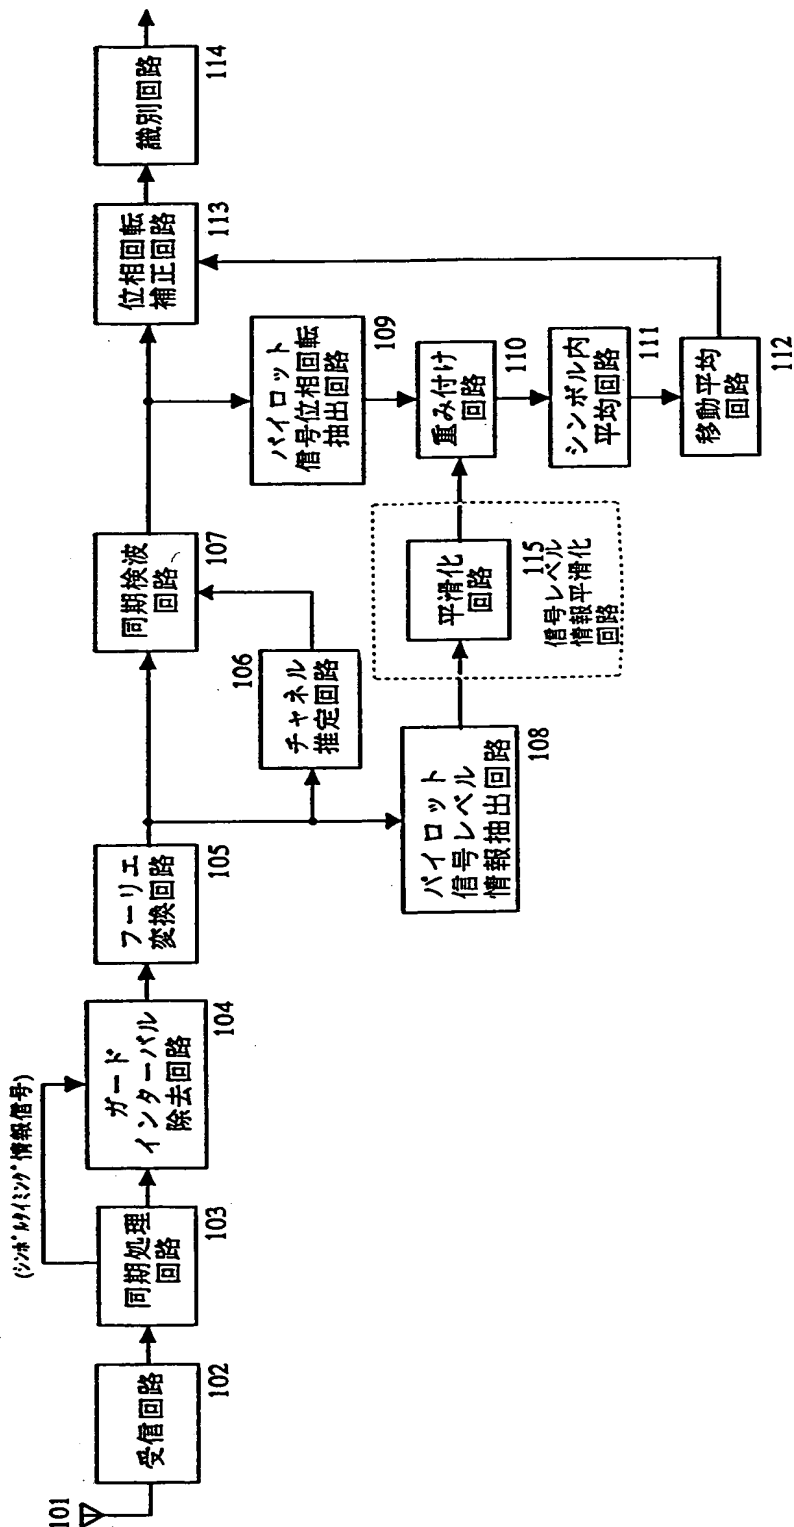 101
受信回路
102
同期処理
回路
103
(シンボルタイミング情報信号)
ガード
インターバル
除去回路
104
フーリエ
変換回路
105
チャネル
推定回路
106
同期検波
回路
107
パイロット
信号レベル
情報抽出回路
108
平滑化
回路
115
信号レベル
情報平滑化
回路
パイロット
信号位相回転
抽出回路
109
重み付け
回路
110
シンボル内
平均回路
111
移動平均
回路
112
位相回転
補正回路
113
識別回路
114